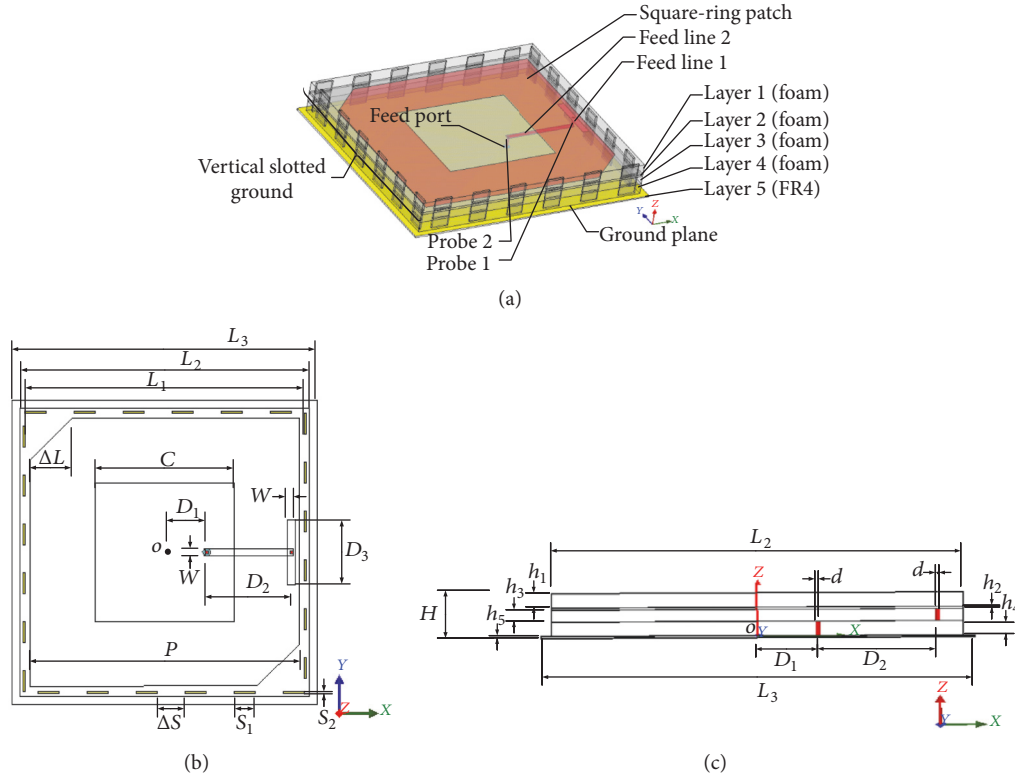 Square-ring patch
Feed line 2
Feed line 1
Layer 1 (foam)
Layer 2 (foam)
Layer 3 (foam)
Layer 4 (foam)
Layer 5 (FR4)
Feed port
Vertical slotted
ground
Probe 2
Probe 1
Ground plane
Z
Y
X
(a)
L3
L2
L1
ΔL
C
W
D1
o
W
D3
D2
P
ΔS
S1
S2
Y
Z
X
(b)
L2
H
h1
h3
h5
d
d
h2
Z
o
Y
X
D1
D2
L3
Z
Y
X
(c)